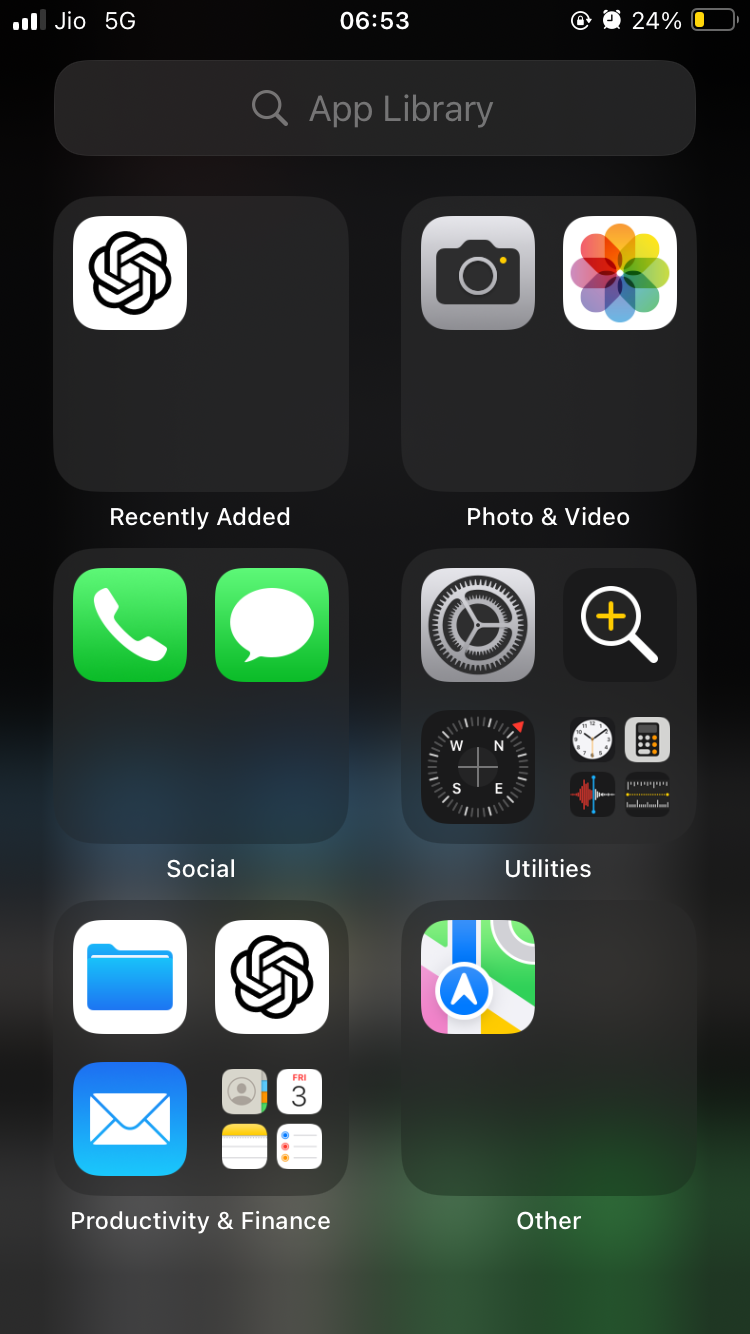 Jio 5G 06:53 24%
App Library
Recently Added
Photo & Video
W N
S E
Social
Utilities
FRI
3
Productivity & Finance
Other